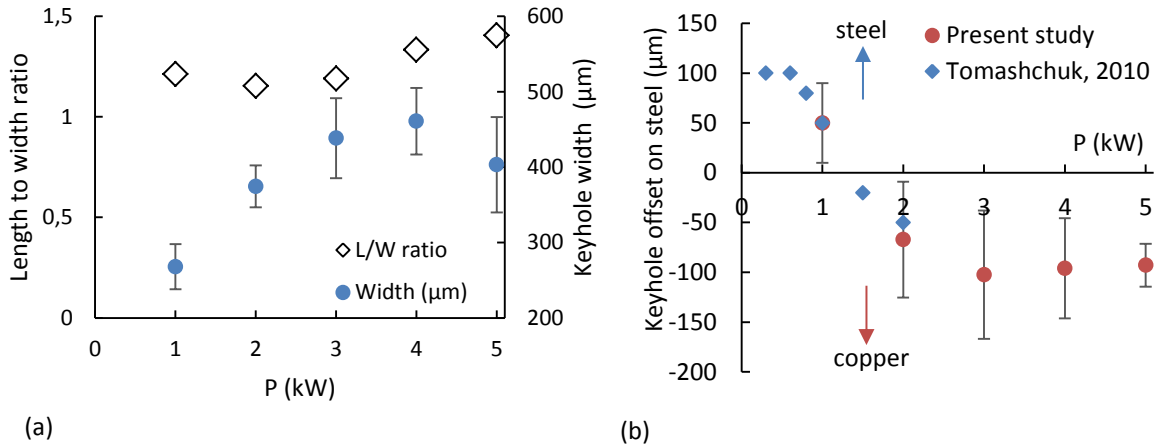 1,5
1
0,5
0
Length to width ratio
600
500
400
300
200
Keyhole width (µm)
L/W ratio
Width (µm)
0 1 2 3 4 5
P (kW)
(a)
150
100
50
0
-50
-100
-150
-200
Keyhole offset on steel (µm)
steel
Present study
Tomashchuk, 2010
P (kW)
0 1 2 3 4 5
copper
(b)